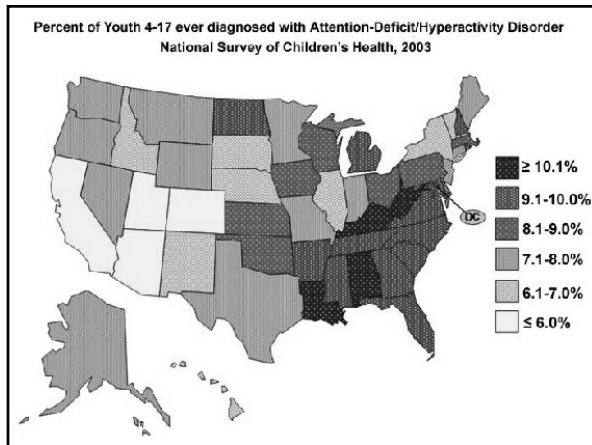 Percent of Youth 4-17 ever diagnosed with Attention-Deficit/Hyperactivity Disorder
National Survey of Children's Health, 2003
≥ 10.1%
9.1-10.0%
8.1-9.0%
7.1-8.0%
6.1-7.0%
≤ 6.0%
DC